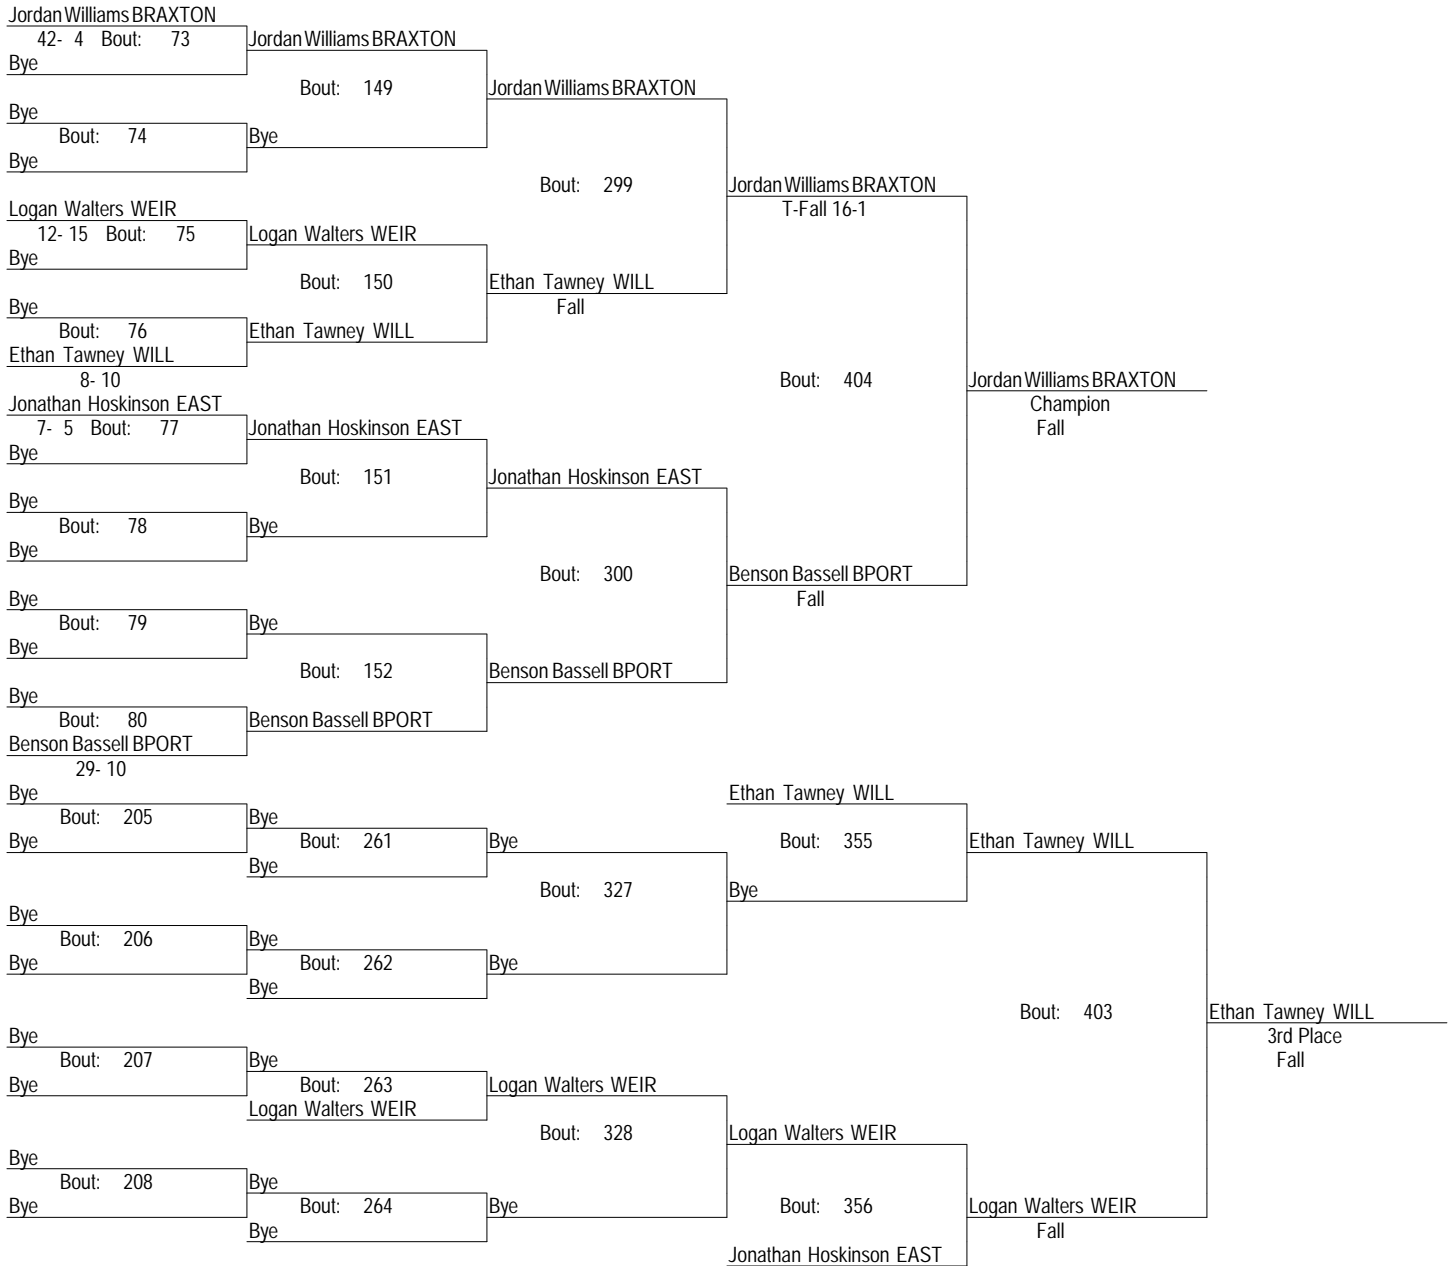 Jordan Williams BRAXTON
42- 4 Bout: 73 Jordan Williams BRAXTON
Bye
Bout: 149 Jordan Williams BRAXTON
Bye
Bout: 74 Bye
Bye
Bout: 299 Jordan Williams BRAXTON
T-Fall 16-1
Logan Walters WEIR
12- 15 Bout: 75 Logan Walters WEIR
Bye
Bout: 150 Ethan Tawney WILL
Fall
Bye
Bout: 76 Ethan Tawney WILL
Ethan Tawney WILL
8- 10
Bout: 404 Jordan Williams BRAXTON
Champion
Fall
Jonathan Hoskinson EAST
7- 5 Bout: 77 Jonathan Hoskinson EAST
Bye
Bout: 151 Jonathan Hoskinson EAST
Bye
Bout: 78 Bye
Bye
Bout: 300 Benson Bassell BPORT
Fall
Bye
Bout: 79 Bye
Bye
Bout: 152 Benson Bassell BPORT
Bye
Bout: 80 Benson Bassell BPORT
Benson Bassell BPORT
29- 10
Bye Ethan Tawney WILL
Bout: 205 Bye
Bye Bout: 261 Bye Bout: 355 Ethan Tawney WILL
Bye
Bout: 327 Bye
Bye
Bout: 206 Bye
Bye Bout: 262 Bye
Bye
Bout: 403 Ethan Tawney WILL
3rd Place
Fall
Bye
Bout: 207 Bye
Bye Bout: 263 Logan Walters WEIR
Logan Walters WEIR
Bout: 328 Logan Walters WEIR
Bye
Bout: 208 Bye
Bye Bout: 264 Bye Bout: 356 Logan Walters WEIR
Bye Fall
Jonathan Hoskinson EAST